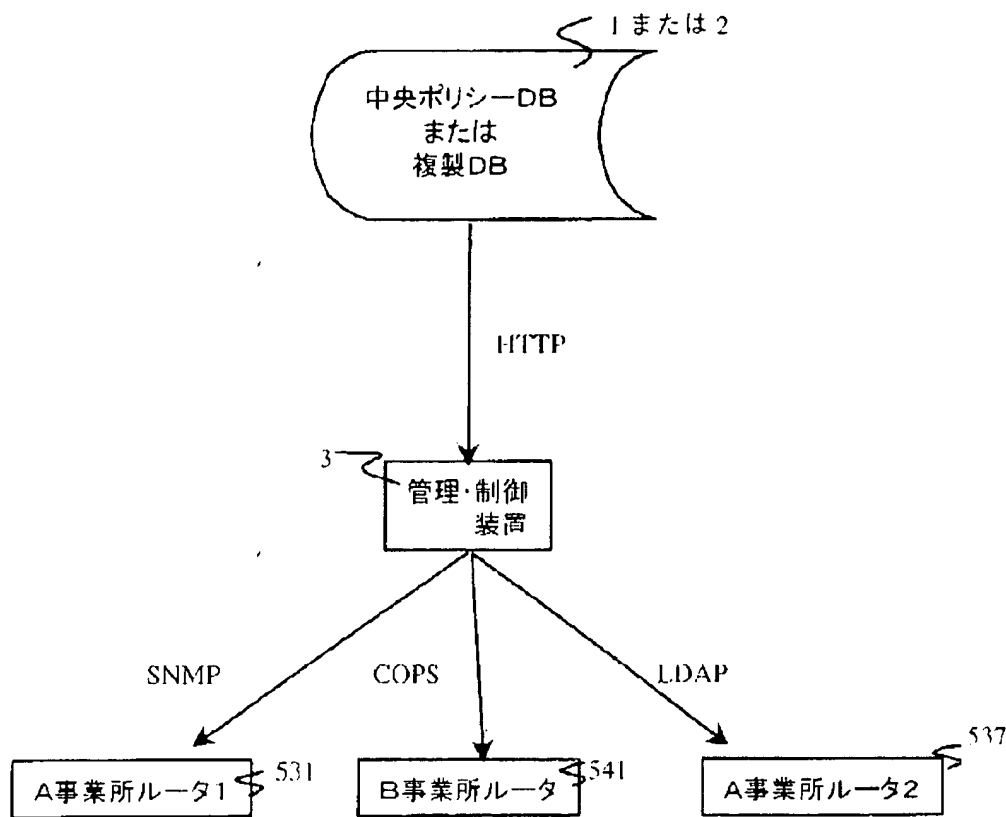 1 または 2
中央ポリシーDB
または
複製DB
HTTP
3
管理・制御
装置
SNMP
COPS
LDAP
A事業所ルータ1
531
B事業所ルータ
541
A事業所ルータ2
537